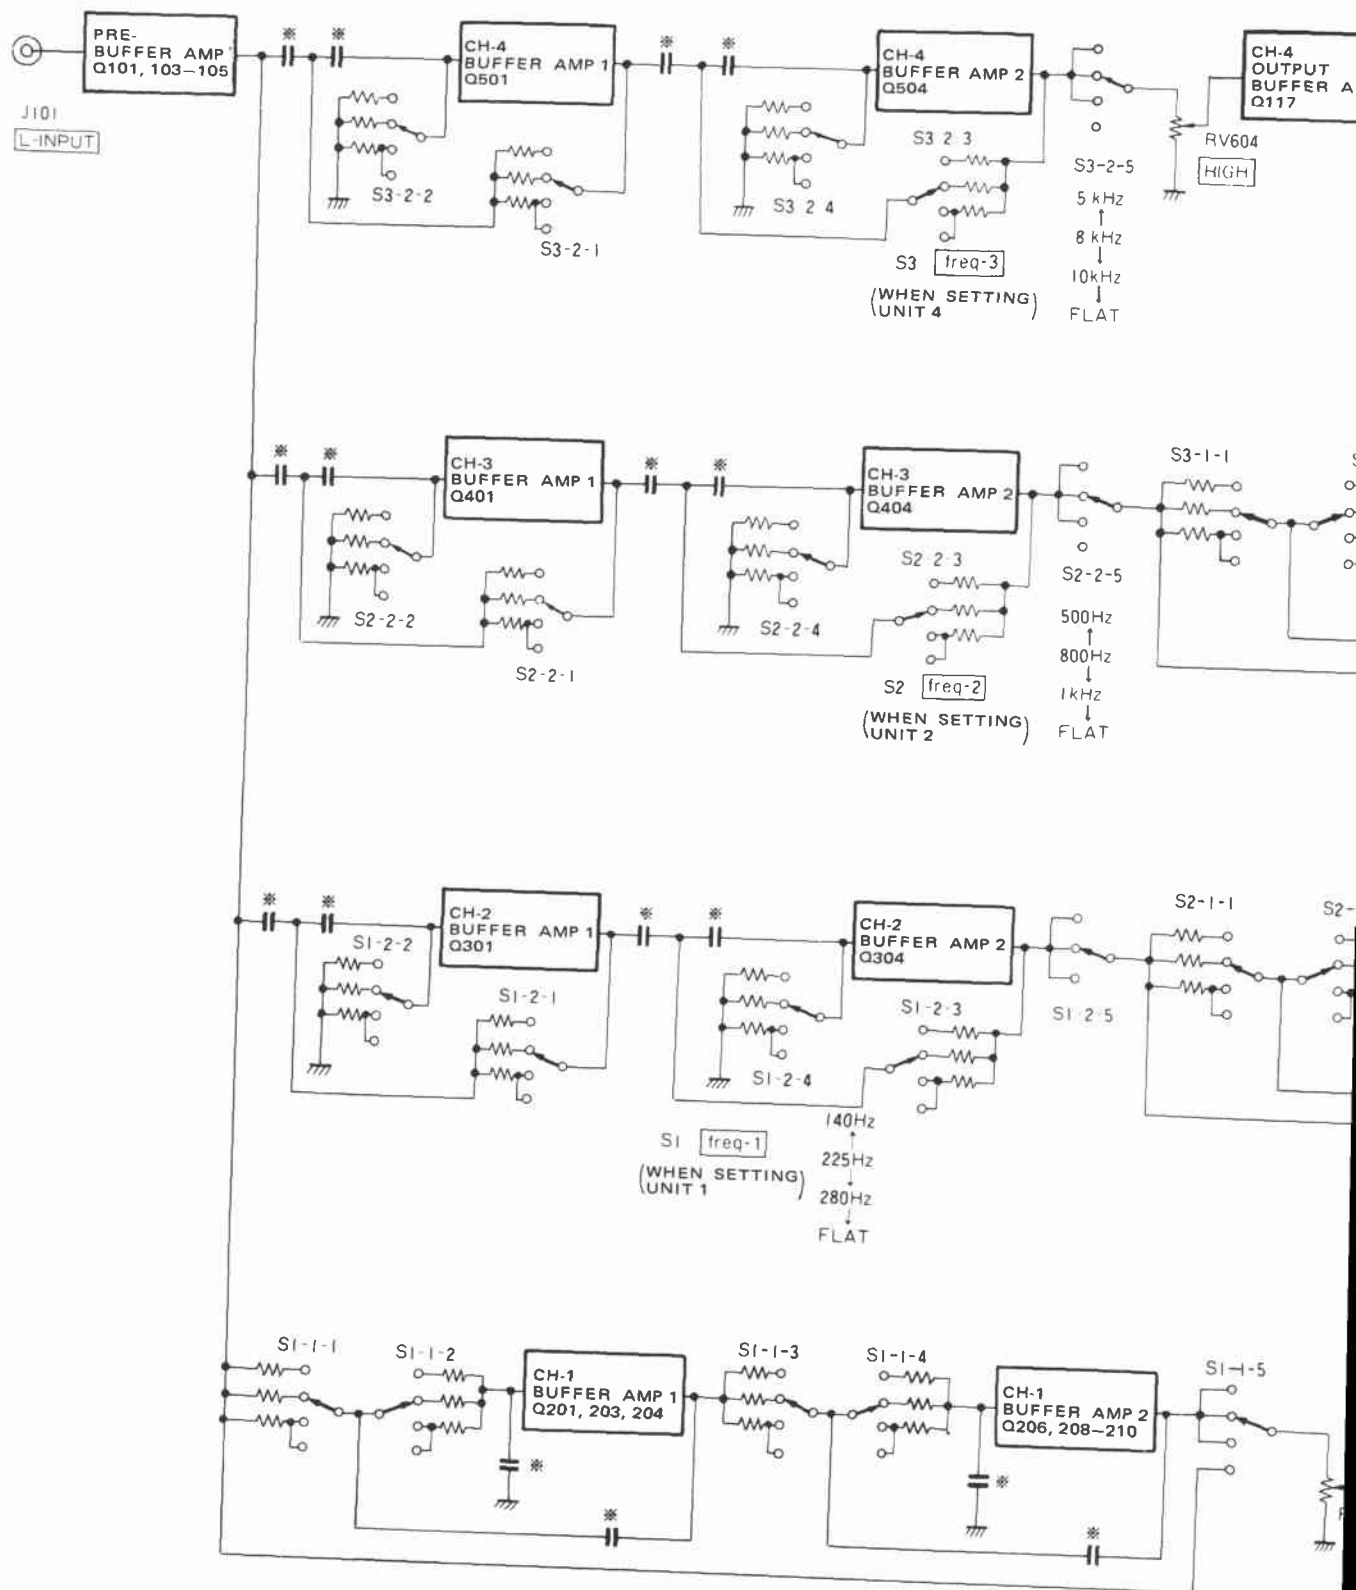 PRE-
BUFFER AMP
Q101, 103–105
J101
L-INPUT
※
※
CH-4
BUFFER AMP 1
Q501
※
※
CH-4
BUFFER AMP 2
Q504
CH-4
OUTPUT
BUFFER A
Q117
S3-2-2
S3-2-1
S3 2 4
S3 2 3
S3-2-5
RV604
HIGH
5 kHz
8 kHz
10kHz
FLAT
S3 freq-3
(WHEN SETTING
UNIT 4)
※
※
CH-3
BUFFER AMP 1
Q401
※
※
CH-3
BUFFER AMP 2
Q404
S3-1-1
S2-2-2
S2-2-1
S2-2-4
S2-2-3
S2-2-5
500Hz
800Hz
1kHz
FLAT
S2 freq-2
(WHEN SETTING
UNIT 2)
※
※
CH-2
BUFFER AMP 1
Q301
※
※
CH-2
BUFFER AMP 2
Q304
S2-1-1
S2-
S1-2-2
S1-2-1
S1-2-4
S1-2-3
S1-2-5
140Hz
225Hz
280Hz
FLAT
S1 freq-1
(WHEN SETTING
UNIT 1)
S1-1-1
S1-1-2
CH-1
BUFFER AMP 1
Q201, 203, 204
S1-1-3
S1-1-4
CH-1
BUFFER AMP 2
Q206, 208–210
S1-1-5
※
※
※
※